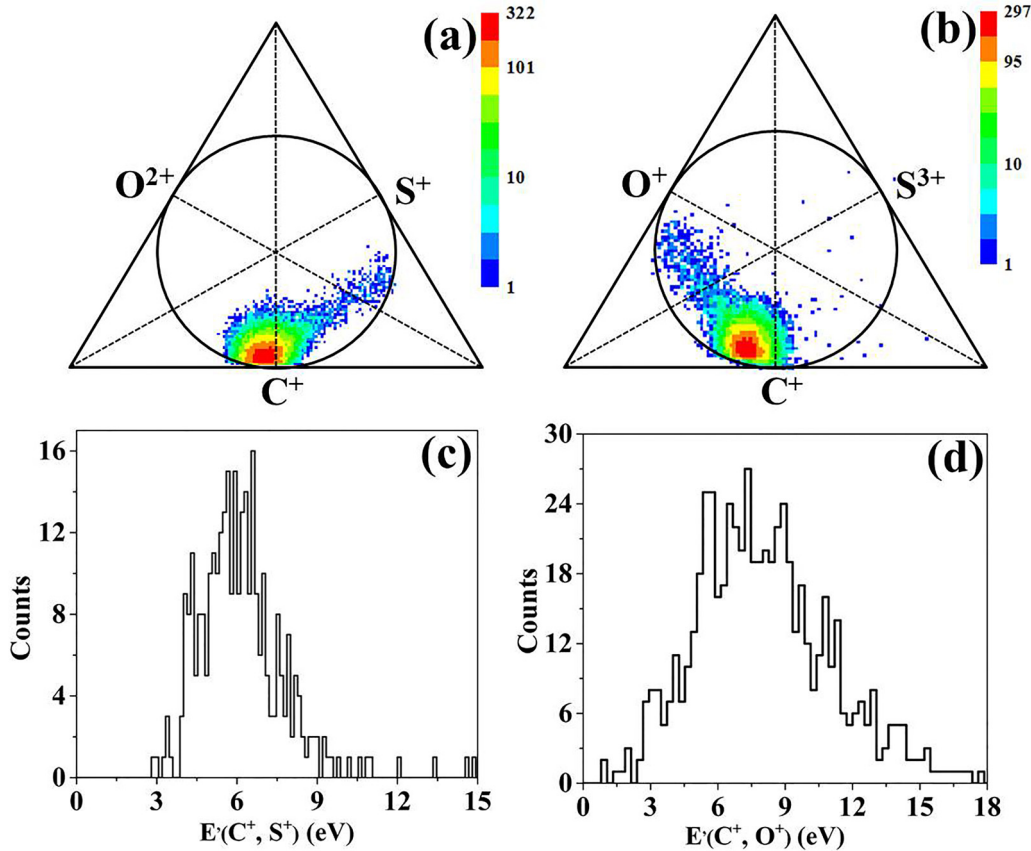 (a)
322
101
10
1
O²⁺
S⁺
C⁺
(b)
297
95
10
1
O⁺
S³⁺
C⁺
(c)
16
12
8
4
0
0 3 6 9 12 15
Counts
E’(C⁺, S⁺) (eV)
(d)
30
24
18
12
6
0
0 3 6 9 12 15 18
Counts
E’(C⁺, O⁺) (eV)